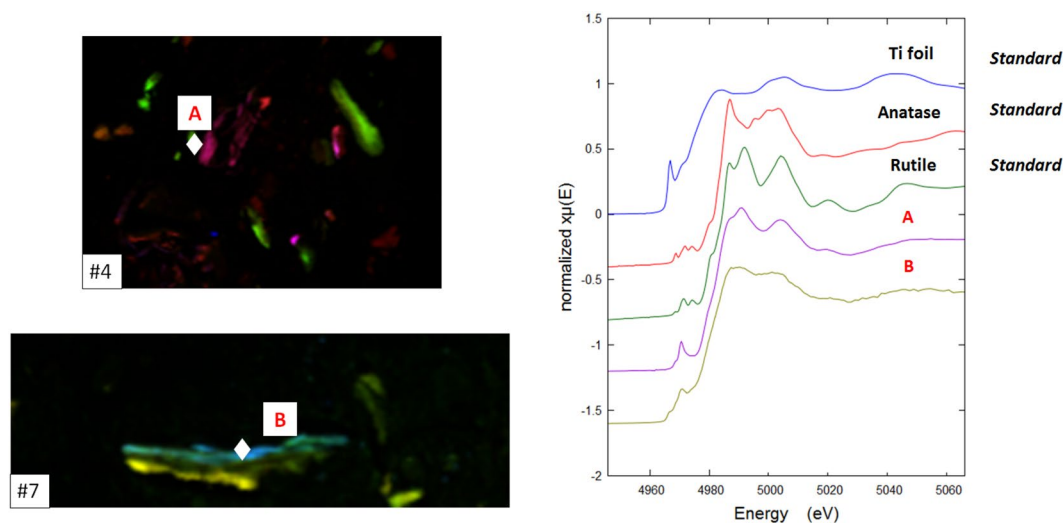 A
#4
B
#7
1.5
1
0.5
0
-0.5
-1
-1.5
-2
normalized xμ(E)
Ti foil Standard
Anatase Standard
Rutile Standard
A
B
4960 4980 5000 5020 5040 5060
Energy (eV)